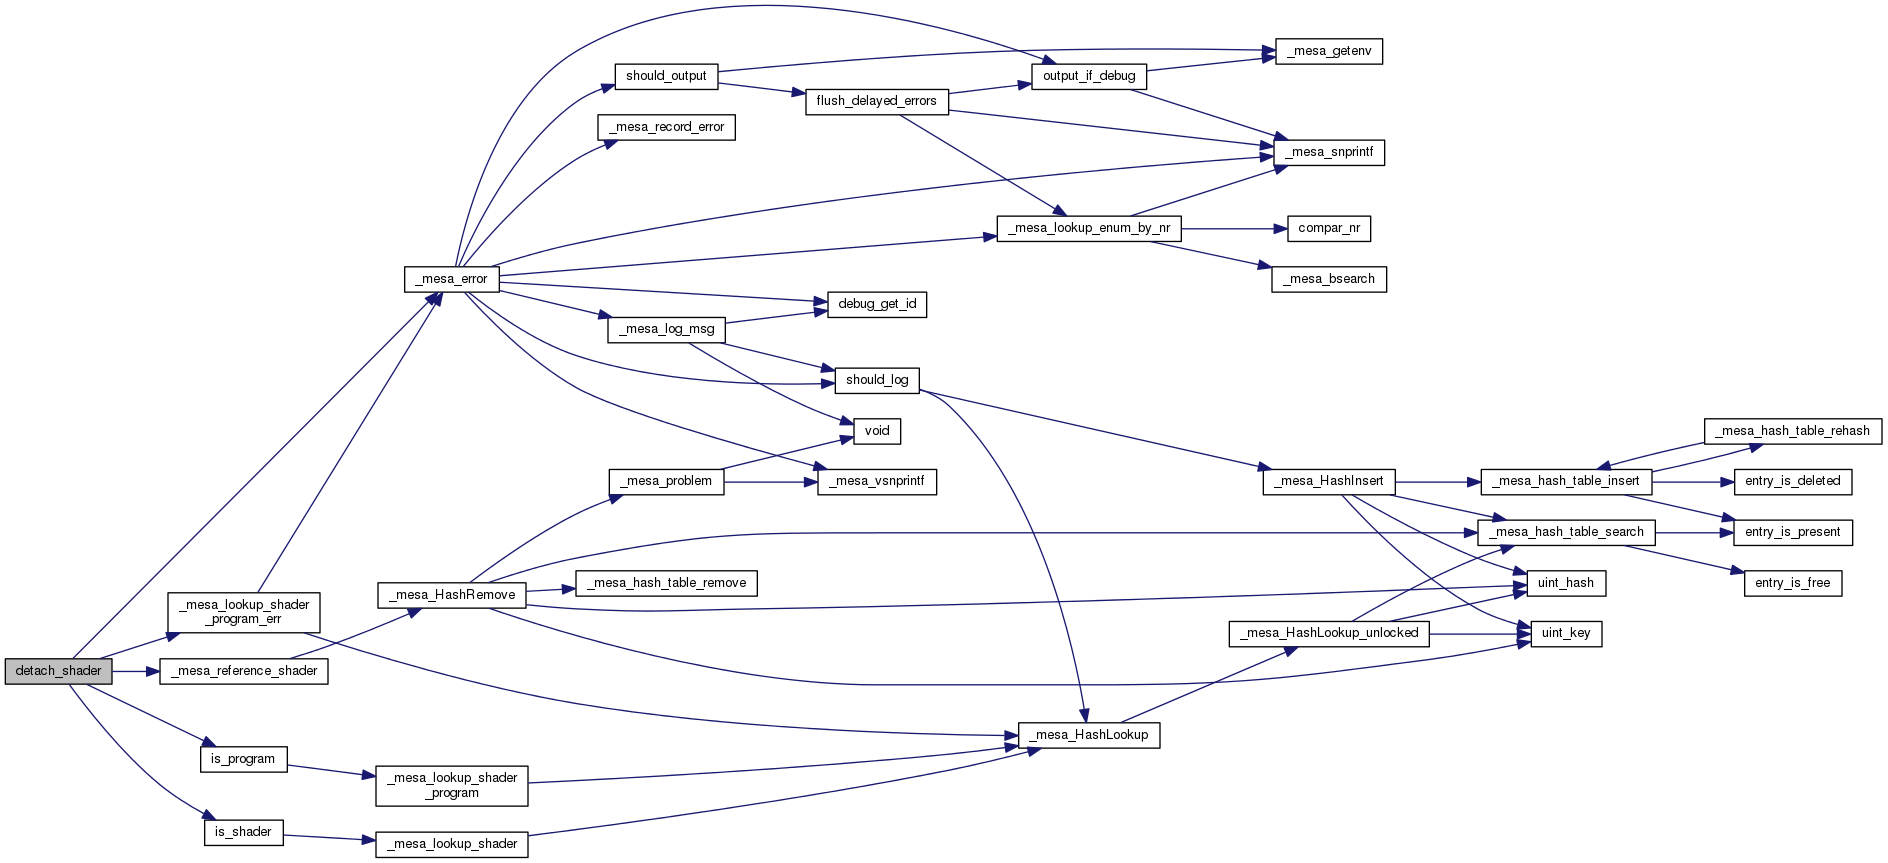 _mesa_getenv
should_output
output_if_debug
flush_delayed_errors
_mesa_record_error
_mesa_snprintf
_mesa_lookup_enum_by_nr
compar_nr
_mesa_error
_mesa_bsearch
debug_get_id
_mesa_log_msg
should_log
void
_mesa_hash_table_rehash
_mesa_problem
_mesa_vsnprintf
_mesa_HashInsert
_mesa_hash_table_insert
entry_is_deleted
_mesa_hash_table_search
entry_is_present
_mesa_hash_table_remove
uint_hash
entry_is_free
_mesa_HashRemove
_mesa_lookup_shader
_program_err
_mesa_HashLookup_unlocked
uint_key
detach_shader
_mesa_reference_shader
_mesa_HashLookup
is_program
_mesa_lookup_shader
_program
is_shader
_mesa_lookup_shader